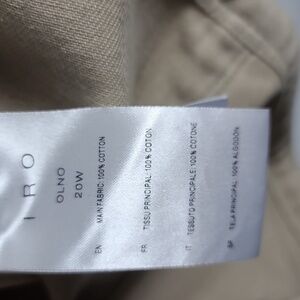 IRO
OLNO
20W
EN MAIN FABRIC: 100% COTTON
FR TISSU PRINCIPAL: 100% COTON
IT TESSUTO PRINCIPALE: 100% COTONE
SP TELA PRINCIPAL: 100% ALGODON